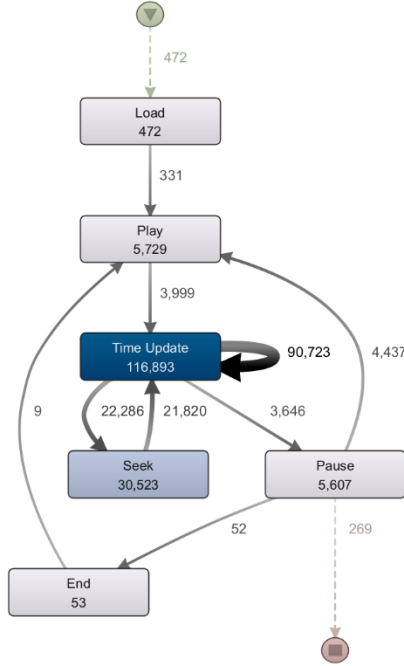 472
Load
472
331
Play
5,729
3,999
Time Update
116,893
90,723
4,437
9
22,286
21,820
3,646
Seek
30,523
Pause
5,607
52
269
End
53